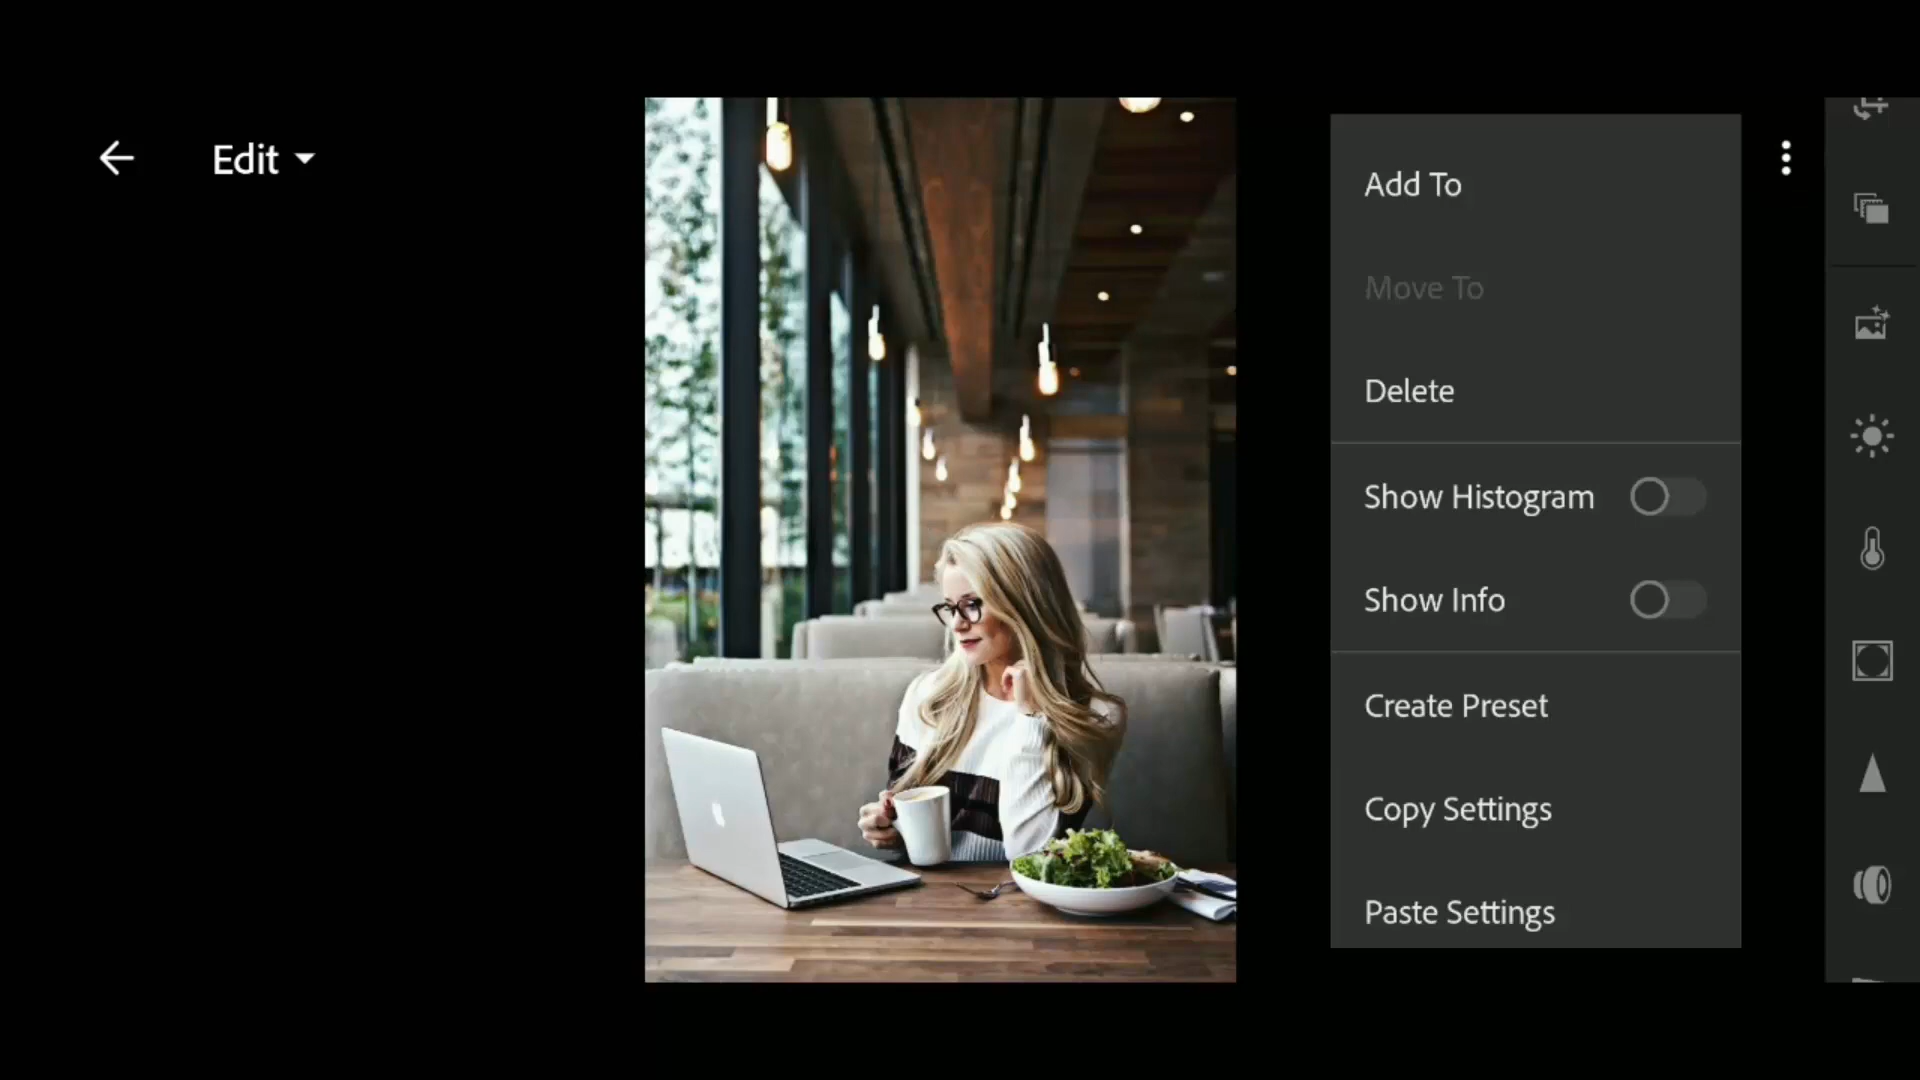 Edit
Add To
Move To
Delete
Show Histogram
Show Info
Create Preset
Copy Settings
Paste Settings